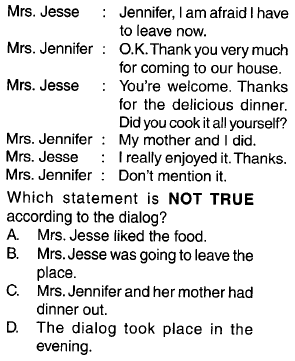 Mrs. Jesse : Jennifer, I am afraid I have
to leave now.
Mrs. Jennifer : O.K. Thank you very much
for coming to our house.
Mrs. Jesse : You're welcome. Thanks
for the delicious dinner.
Did you cook it all yourself?
Mrs. Jennifer : My mother and I did.
Mrs. Jesse : I really enjoyed it. Thanks.
Mrs. Jennifer : Don't mention it.
Which statement is NOT TRUE
according to the dialog?
A. Mrs. Jesse liked the food.
B. Mrs. Jesse was going to leave the
place.
C. Mrs. Jennifer and her mother had
dinner out.
D. The dialog took place in the
evening.